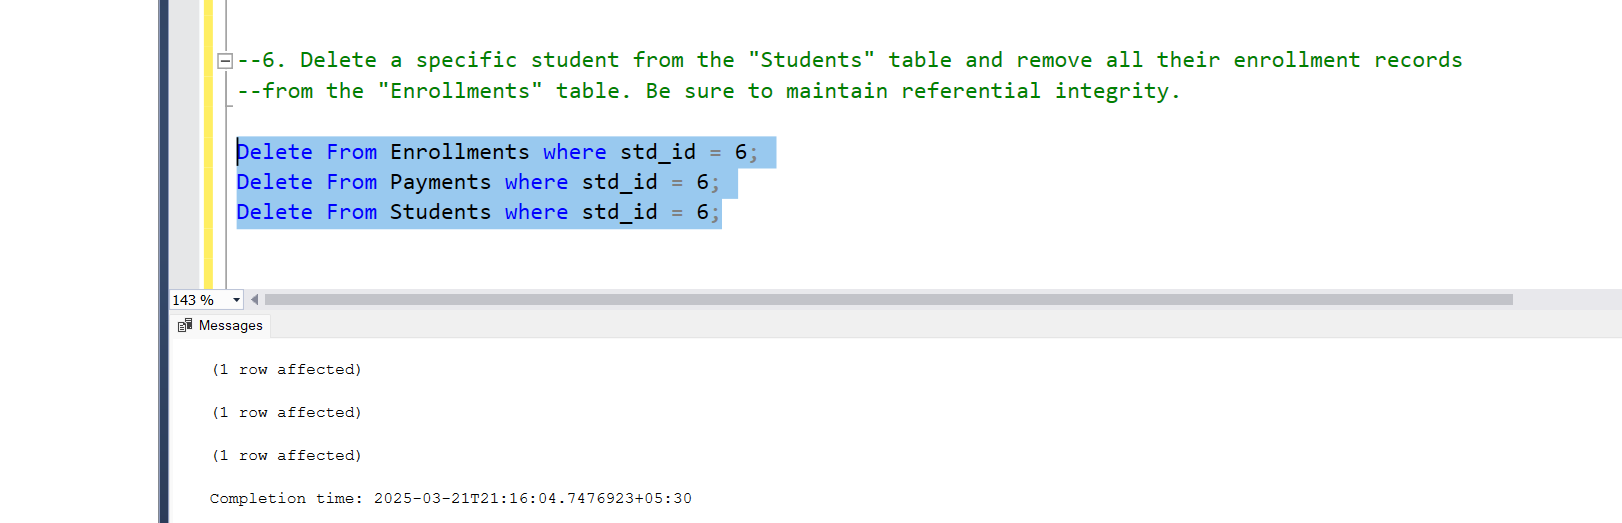 --6. Delete a specific student from the "Students" table and remove all their enrollment records
--from the "Enrollments" table. Be sure to maintain referential integrity.
Delete From Enrollments where std_id = 6;
Delete From Payments where std_id = 6;
Delete From Students where std_id = 6;
143 %
Messages
(1 row affected)
(1 row affected)
(1 row affected)
Completion time: 2025-03-21T21:16:04.7476923+05:30